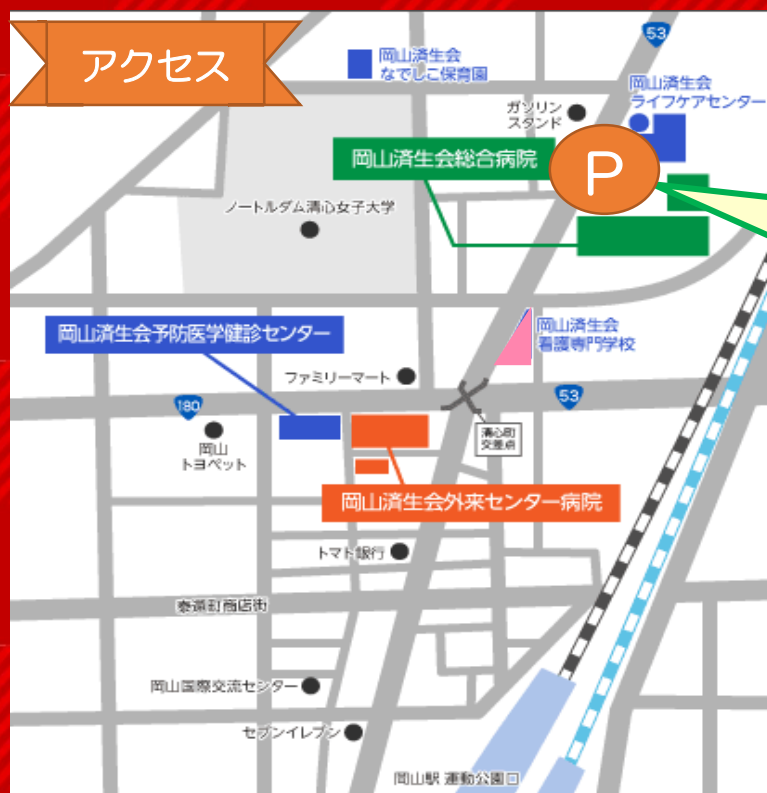 アクセス
53
岡山済生会
なでしこ保育園
岡山済生会
ライフケアセンター
ガソリン
スタンド
岡山済生会総合病院
P
ノートルダム清心女子大学
岡山済生会予防医学健診センター
岡山済生会
看護専門学校
ファミリーマート
180
53
岡山
トヨペット
清心町
交差点
岡山済生会外来センター病院
トマト銀行
奉還町商店街
岡山国際交流センター
セブンイレブン
岡山駅 運動公園口